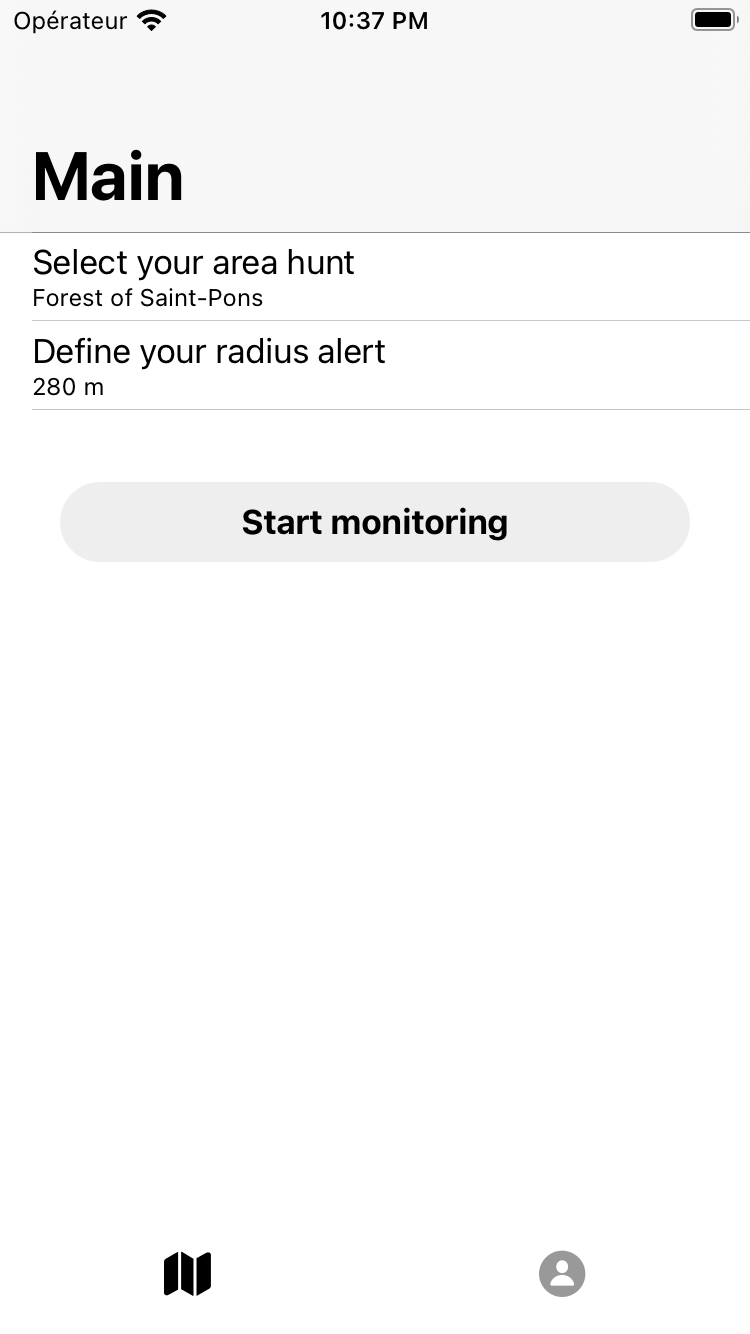 Opérateur 10:37 PM
Main
Select your area hunt
Forest of Saint-Pons
Define your radius alert
280 m
Start monitoring